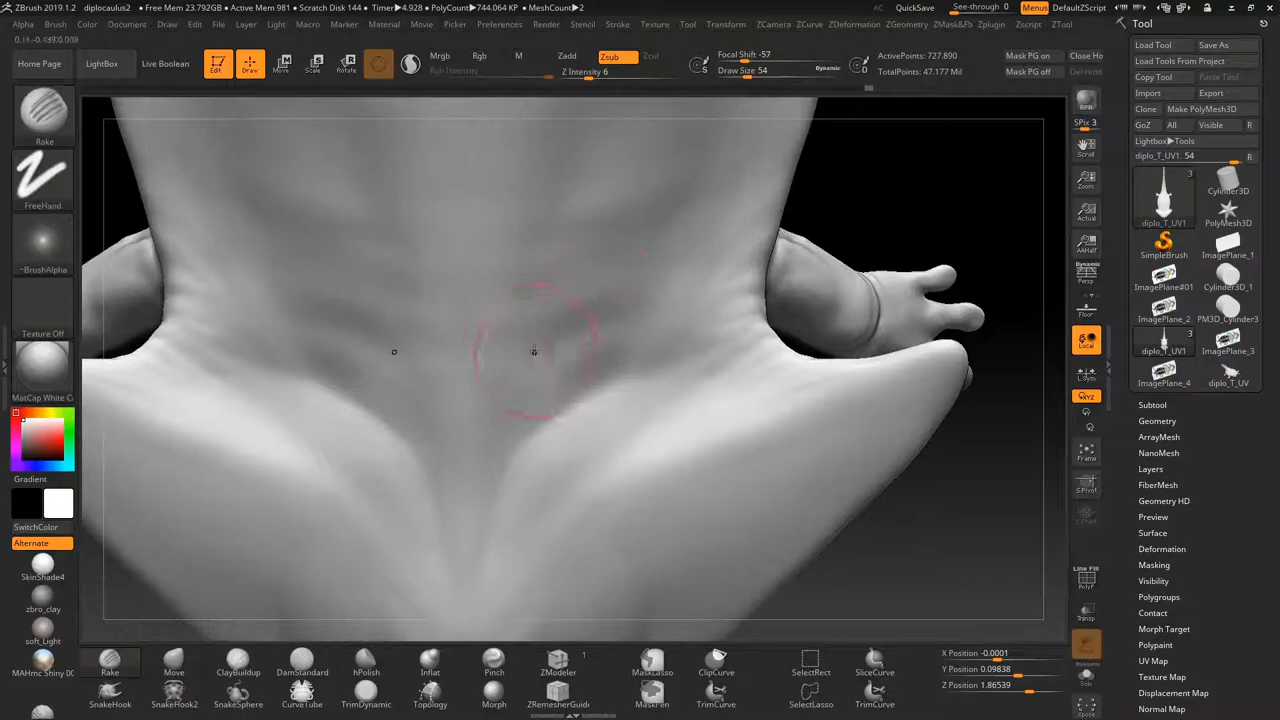 ZBrush 2019.1.2 diplocaulus2 • Free Mem 23.792GB • Active Mem 981 • Scratch Disk 144 • Timer▶4.928 • PolyCount▶744.064 KP • MeshCount▶2 AC QuickSave See-through 0 Menus DefaultZScript
Alpha Brush Color Document Draw Edit File Geometry Layer Light Macro Marker Material Movie Picker Preferences Render Stencil Stroke Texture Tool Transform ZCamera ZCurve ZDeformation ZGeometry ZMask&Fb Zplugin Zscript ZTool
Home Page LightBox Live Boolean Edit Draw Move Scale Rotate
Mrgb Rgb M Zadd Zsub Zcut
Rgb Intensity Z Intensity 6
Focal Shift -57
Draw Size 54 Dynamic
ActivePoints: 727.890
TotalPoints: 47.177 Mil
Mask PG on
Mask PG off
Rake
FreeHand
~BrushAlpha
Texture Off
MatCap White C
Gradient
SwitchColor
Alternate
SkinShade4
zbro_clay
soft_Light
BPR
SPix 3
Scroll
Zoom
Actual
AAHalf
Dynamic
Persp
Floor
Local
L.Sym
Frame
Line Fill
PolyF
Transp
Solo
Xpose
Tool
Load Tool Save As
Load Tools From Project
Copy Tool Paste Tool
Import Export
Clone Make PolyMesh3D
GoZ All Visible R
Lightbox▶Tools
diplo_T_UV1. 54 R
3
diplo_T_UV1 Cylinder3D
PolyMesh3D
SimpleBrush ImagePlane_1
ImagePlane#01 Cylinder3D_1
ImagePlane_2 PM3D_Cylinder3
3
diplo_T_UV1 ImagePlane_3
ImagePlane_4 diplo_T_UV
Subtool
Geometry
ArrayMesh
NanoMesh
Layers
FiberMesh
Geometry HD
Preview
Surface
Deformation
Masking
Visibility
Polygroups
Contact
Morph Target
Polypaint
UV Map
Texture Map
Displacement Map
Normal Map
Rake Move ClayBuildup DamStandard hPolish Inflat Pinch ZModeler 1 MaskLasso ClipCurve SelectRect SliceCurve
SnakeHook SnakeHook2 SnakeSphere CurveTube TrimDynamic Topology Morph ZRemesherGuide MaskPen TrimCurve SelectLasso TrimCurve
X Position -0.0001
Y Position 0.09838
Z Position 1.86539